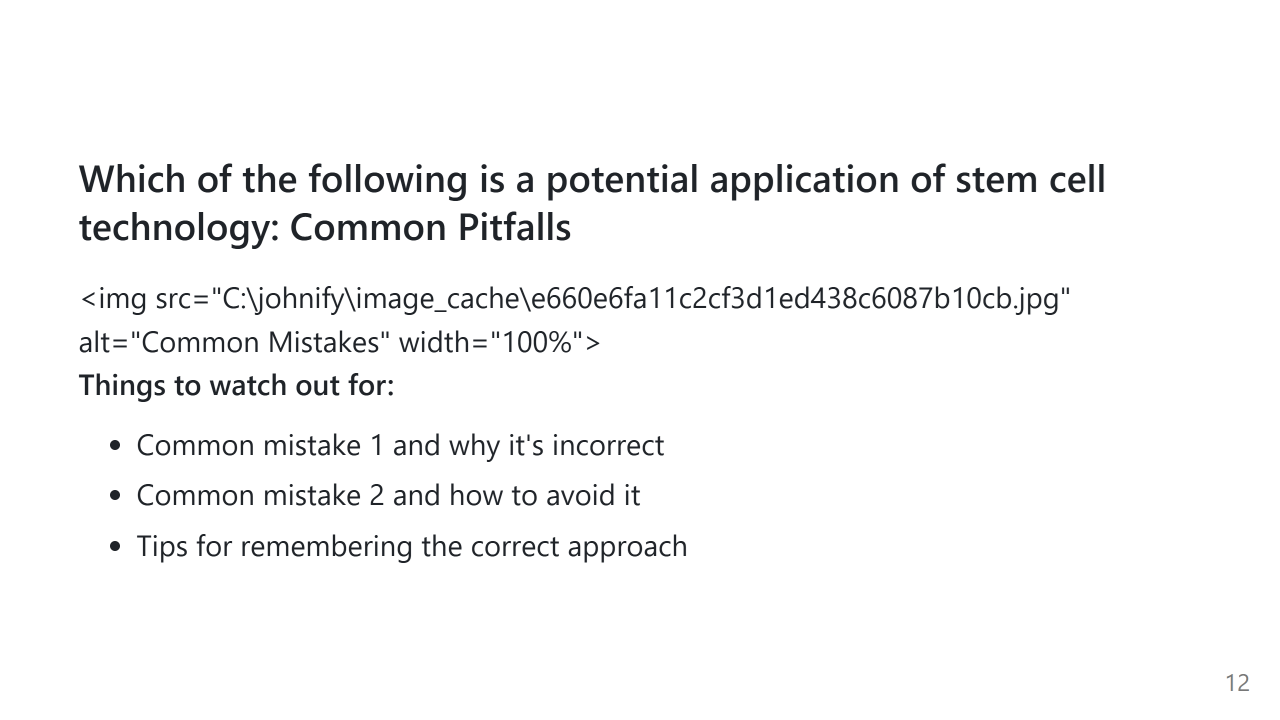 Which of the following is a potential application of stem cell
technology: Common Pitfalls
<img src="C:\johnify\image_cache\e660e6fa11c2cf3d1ed438c6087b10cb.jpg"
alt="Common Mistakes" width="100%">
Things to watch out for:
• Common mistake 1 and why it's incorrect
• Common mistake 2 and how to avoid it
• Tips for remembering the correct approach
12